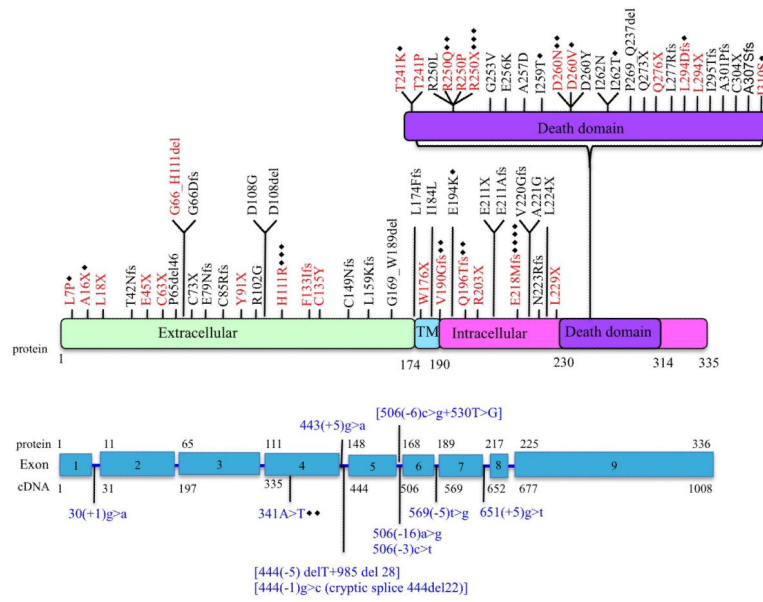 T241K♦
T241P
R250L
R250Q♦♦
R250P
R250X♦♦♦♦
G253V
E256K
A257D
I259T♦
D260N♦♦♦
D260V♦
D260Y
I262N
I262T♦
P269_Q237del
Q273X
Q276X
L277Rfs
L294Dfs♦
L294X
I295Tfs
A301Pfs
C304X
A307Sfs
I310S♦
Death domain
L7P♦
A16X♦
L18X
T42Nfs
E45X
C63X
P65del46
G66_H111del
G66Dfs
C73X
E79Nfs
C85Rfs
Y91X
R102G
D108G
D108del
H111R♦♦♦
F133Ifs
C135Y
C149Nfs
L159Kfs
G169_W189del
L174Ffs
W176X
I184L
V190Gfs♦♦
E194K♦
Q196Tfs♦♦
R203X
E211X
E211Afs
E218Mfs♦♦♦♦♦
V220Gfs
A221G
N223Rfs
L224X
L229X
Extracellular TM Intracellular Death domain
protein 1 174 190 230 314 335
[506(-6)c>g+530T>G]
443(+5)g>a
protein 1 11 65 111 148 168 189 217 225 336
Exon 1 2 3 4 5 6 7 8 9
cDNA 1 31 197 335 444 506 569 652 677 1008
30(+1)g>a 341A>T♦♦ 569(-5)t>g 651(+5)g>t
506(-16)a>g
506(-3)c>t
[444(-5) delT+985 del 28]
[444(-1)g>c (cryptic splice 444del22)]